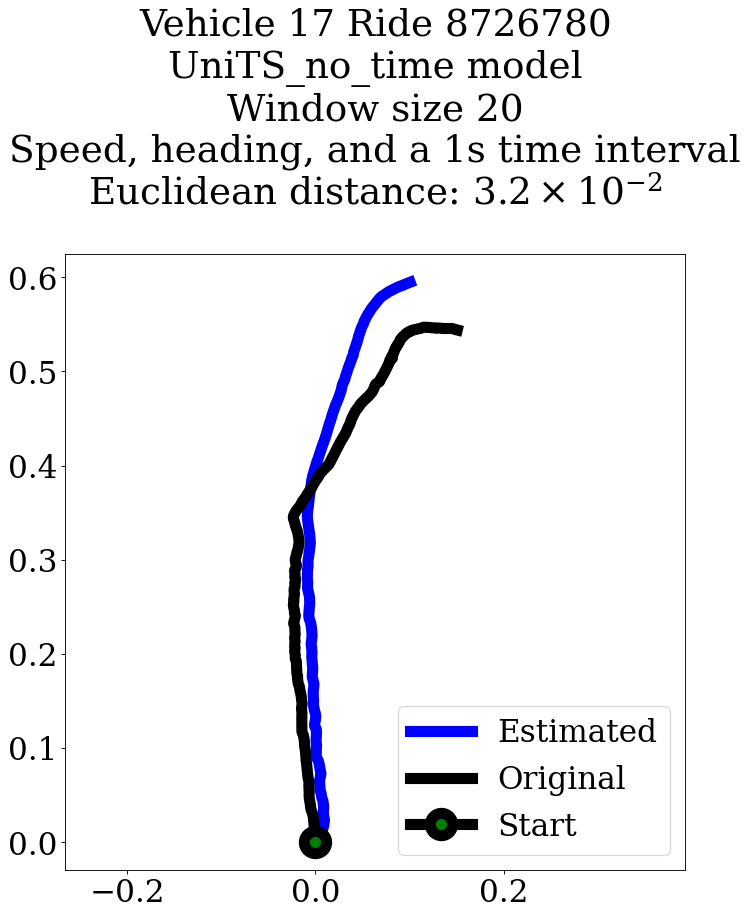 Vehicle 17 Ride 8726780
UniTS_no_time model
Window size 20
Speed, heading, and a 1s time interval
Euclidean distance: 3.2 × 10⁻²
0.6
0.5
0.4
0.3
0.2
0.1
0.0
Estimated
Original
Start
−0.2 0.0 0.2